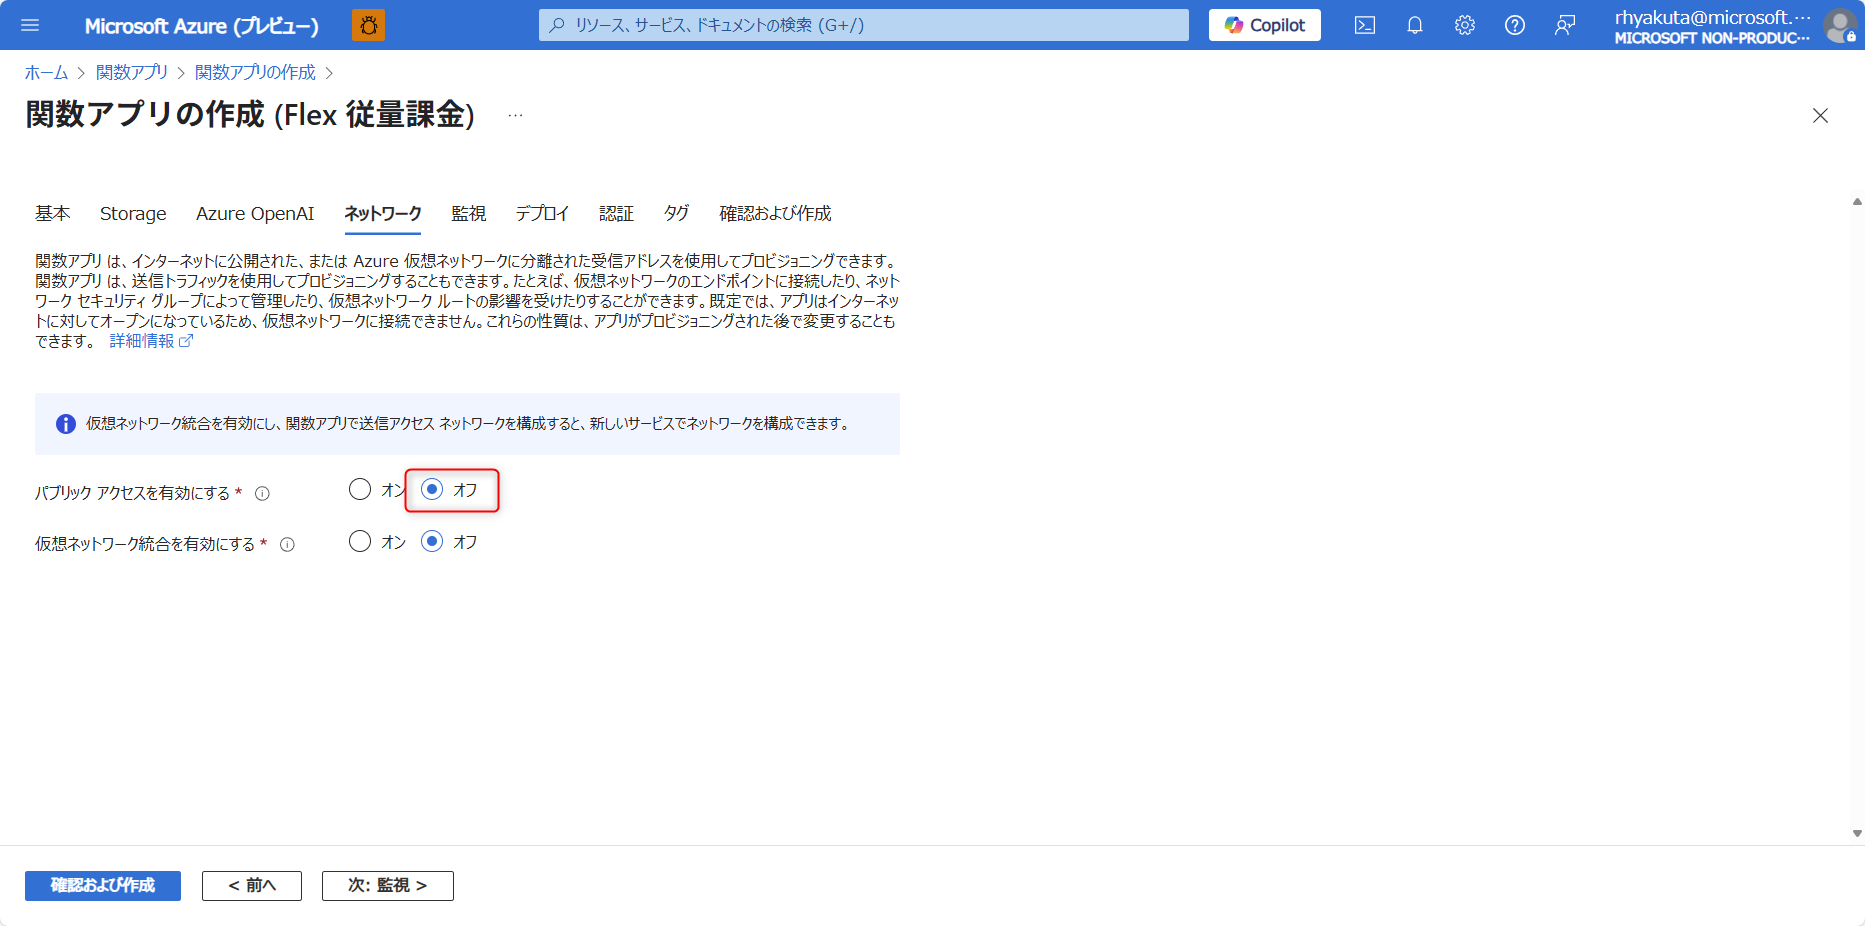 Microsoft Azure (プレビュー)
リソース、サービス、ドキュメントの検索 (G+/)
Copilot
rhyakuta@microsoft.…
MICROSOFT NON-PRODUC…
ホーム > 関数アプリ > 関数アプリの作成 >
関数アプリの作成 (Flex 従量課金) …
基本 Storage Azure OpenAI ネットワーク 監視 デプロイ 認証 タグ 確認および作成
関数アプリ は、インターネットに公開された、または Azure 仮想ネットワークに分離された受信アドレスを使用してプロビジョニングできます。
関数アプリ は、送信トラフィックを使用してプロビジョニングすることもできます。たとえば、仮想ネットワークのエンドポイントに接続したり、ネット
ワーク セキュリティ グループによって管理したり、仮想ネットワーク ルートの影響を受けたりすることができます。既定では、アプリはインターネッ
トに対してオープンになっているため、仮想ネットワークに接続できません。これらの性質は、アプリがプロビジョニングされた後で変更することも
できます。 詳細情報
仮想ネットワーク統合を有効にし、関数アプリで送信アクセス ネットワークを構成すると、新しいサービスでネットワークを構成できます。
パブリック アクセスを有効にする * オン オフ
仮想ネットワーク統合を有効にする * オン オフ
確認および作成 < 前へ 次: 監視 >